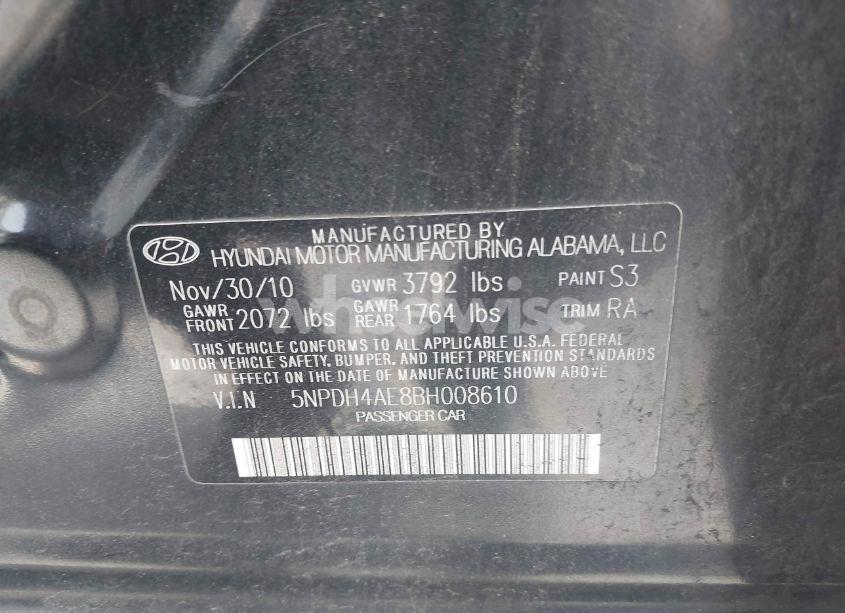 MANUFACTURED BY
HYUNDAI MOTOR MANUFACTURING ALABAMA, LLC
Nov/30/10 GVWR 3792 lbs PAINT S3
GAWR FRONT 2072 lbs GAWR REAR 1764 lbs TRIM RA
THIS VEHICLE CONFORMS TO ALL APPLICABLE U.S.A. FEDERAL
MOTOR VEHICLE SAFETY, BUMPER, AND THEFT PREVENTION STANDARDS
IN EFFECT ON THE DATE OF MANUFACTURE SHOWN ABOVE
V.I.N 5NPDH4AE8BH008610
PASSENGER CAR